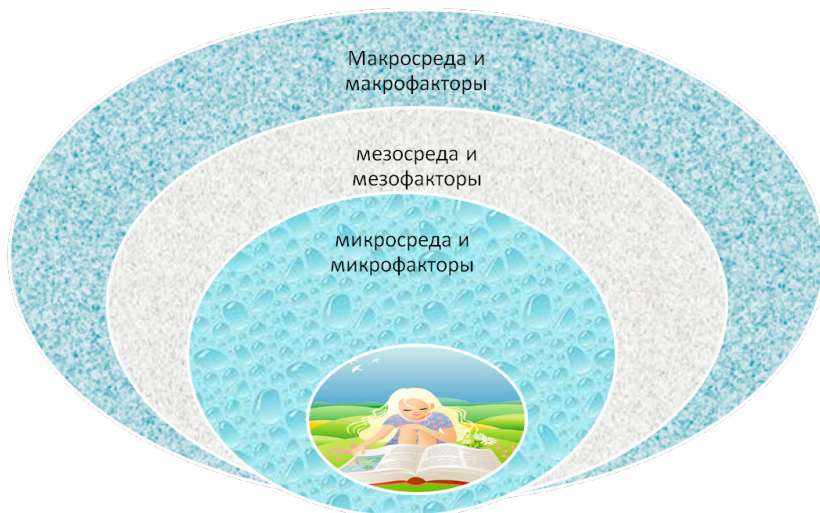 Макросреда и
макрофакторы
мезосреда и
мезофакторы
микросреда и
микрофакторы